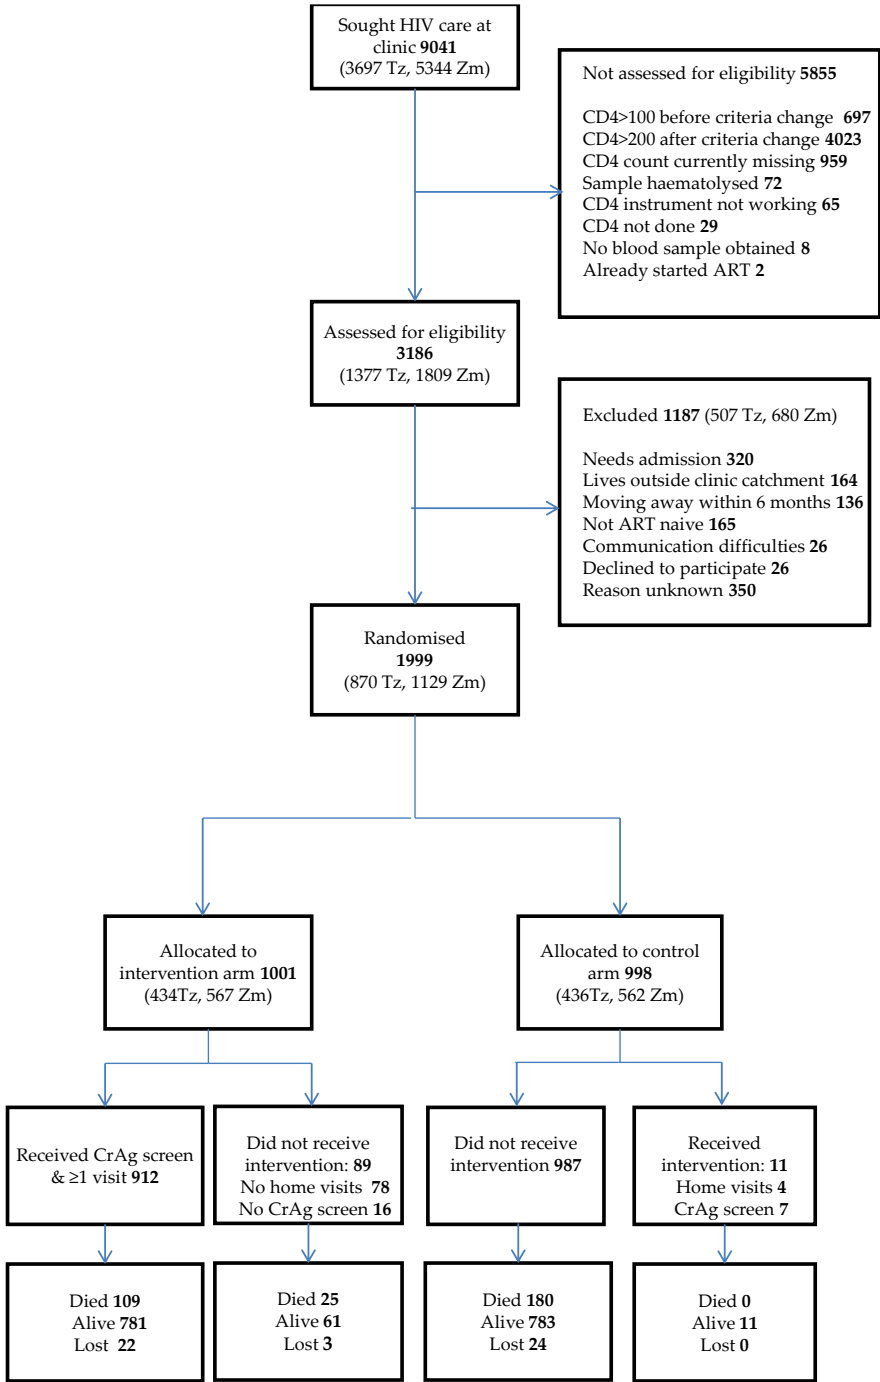 Sought HIV care at
clinic 9041
(3697 Tz, 5344 Zm)
Not assessed for eligibility 5855
CD4>100 before criteria change 697
CD4>200 after criteria change 4023
CD4 count currently missing 959
Sample haematolysed 72
CD4 instrument not working 65
CD4 not done 29
No blood sample obtained 8
Already started ART 2
Assessed for eligibility
3186
(1377 Tz, 1809 Zm)
Excluded 1187 (507 Tz, 680 Zm)
Needs admission 320
Lives outside clinic catchment 164
Moving away within 6 months 136
Not ART naive 165
Communication difficulties 26
Declined to participate 26
Reason unknown 350
Randomised
1999
(870 Tz, 1129 Zm)
Allocated to
intervention arm 1001
(434Tz, 567 Zm)
Allocated to control
arm 998
(436Tz, 562 Zm)
Received CrAg screen
& ≥1 visit 912
Did not receive
intervention: 89
No home visits 78
No CrAg screen 16
Did not receive
intervention 987
Received
intervention: 11
Home visits 4
CrAg screen 7
Died 109
Alive 781
Lost 22
Died 25
Alive 61
Lost 3
Died 180
Alive 783
Lost 24
Died 0
Alive 11
Lost 0